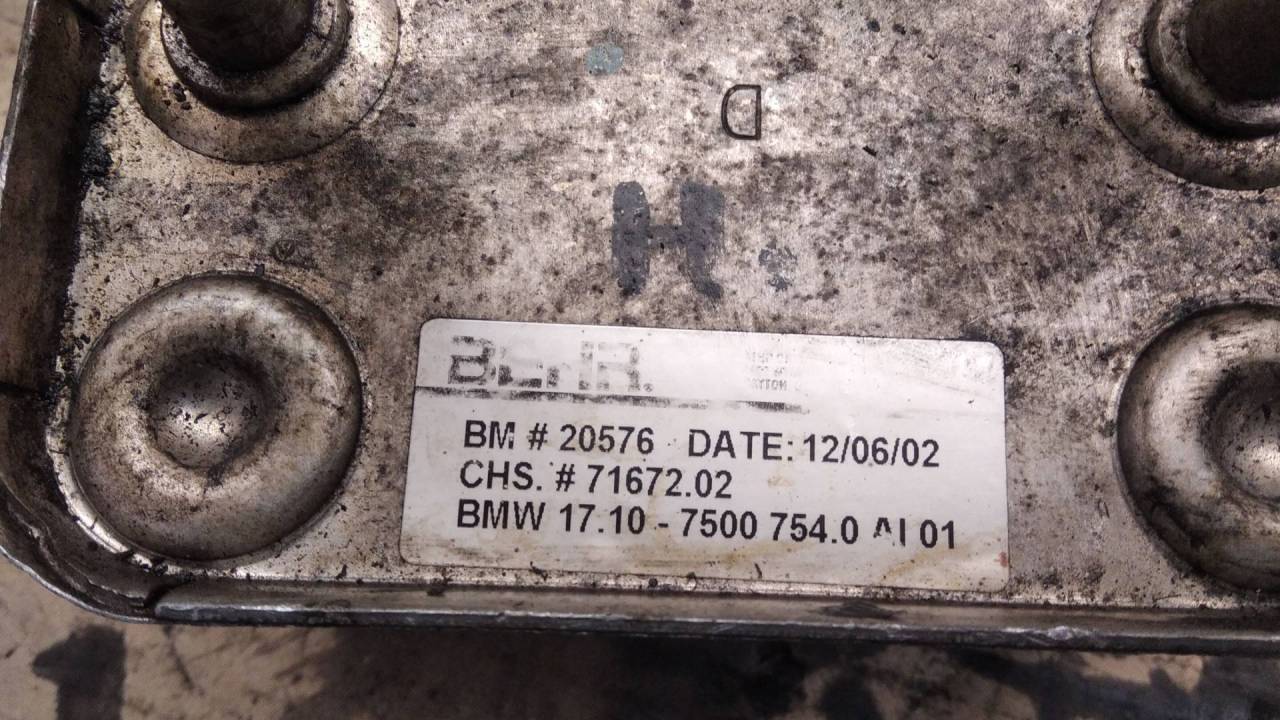 D
H
BEHR
BM # 20576 DATE: 12/06/02
CHS. # 71672.02
BMW 17.10 - 7500 754.0 AI 01